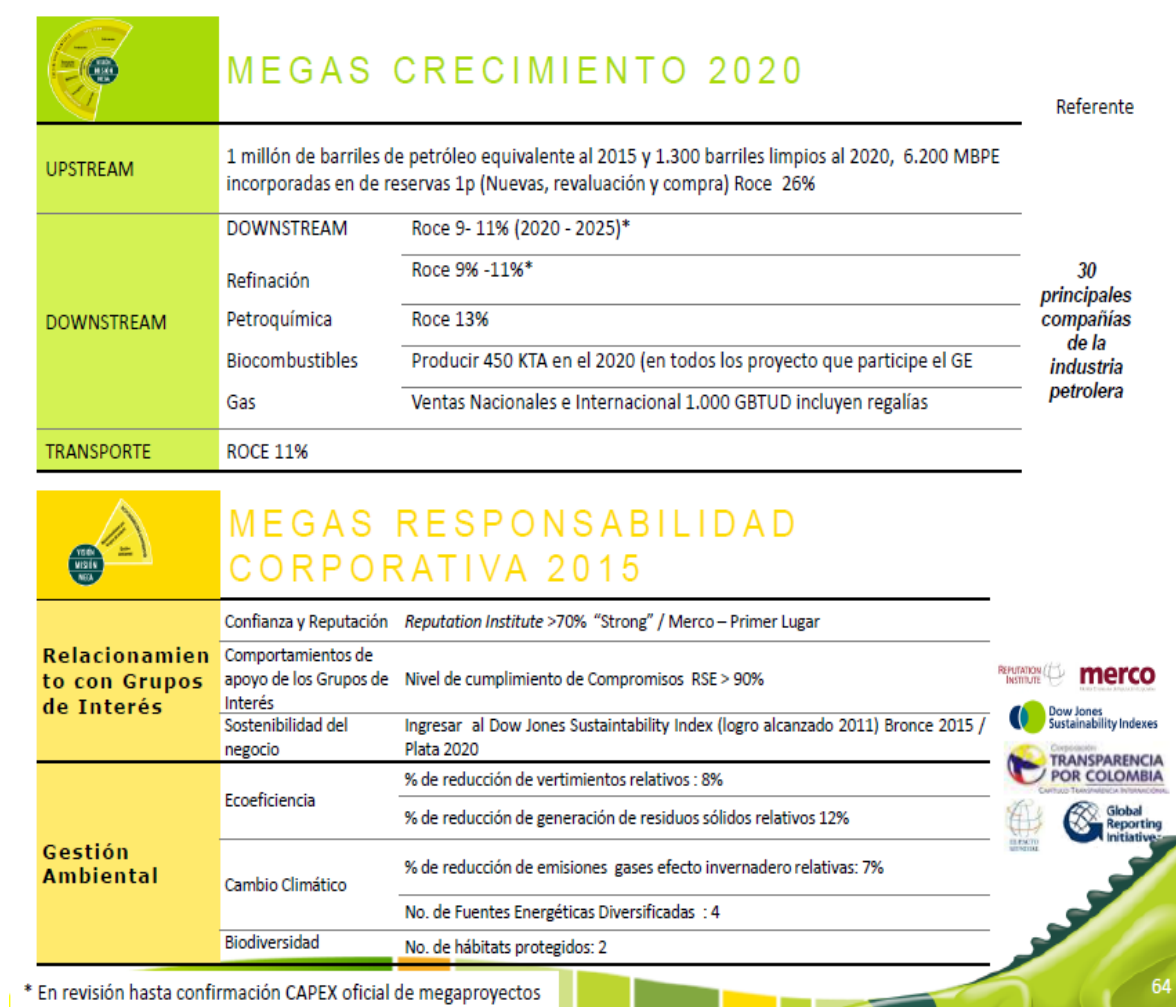 MEGAS CRECIMIENTO 2020
Referente
UPSTREAM
1 millón de barriles de petróleo equivalente al 2015 y 1.300 barriles limpios al 2020, 6.200 MBPE
incorporadas en de reservas 1p (Nuevas, revaluación y compra) Roce 26%
DOWNSTREAM
DOWNSTREAM
Roce 9- 11% (2020 - 2025)*
Refinación
Roce 9% -11%*
Petroquímica
Roce 13%
Biocombustibles
Producir 450 KTA en el 2020 (en todos los proyecto que participe el GE
Gas
Ventas Nacionales e Internacional 1.000 GBTUD incluyen regalías
30
principales
compañías
de la
industria
petrolera
TRANSPORTE
ROCE 11%
VISIÓN
MISIÓN
MEGA
MEGAS RESPONSABILIDAD
CORPORATIVA 2015
Relacionamien
to con Grupos
de Interés
Confianza y Reputación
Reputation Institute >70% “Strong” / Merco – Primer Lugar
Comportamientos de
apoyo de los Grupos de
Interés
Nivel de cumplimiento de Compromisos RSE > 90%
Sostenibilidad del
negocio
Ingresar al Dow Jones Sustaintability Index (logro alcanzado 2011) Bronce 2015 /
Plata 2020
Gestión
Ambiental
Ecoeficiencia
% de reducción de vertimientos relativos : 8%
% de reducción de generación de residuos sólidos relativos 12%
Cambio Climático
% de reducción de emisiones gases efecto invernadero relativas: 7%
No. de Fuentes Energéticas Diversificadas : 4
Biodiversidad
No. de hábitats protegidos: 2
REPUTATION
INSTITUTE
merco
Dow Jones
Sustainability Indexes
Corporación
TRANSPARENCIA
POR COLOMBIA
CAPÍTULO TRANSPARENCIA INTERNACIONAL
Global
Reporting
Initiative
* En revisión hasta confirmación CAPEX oficial de megaproyectos
64